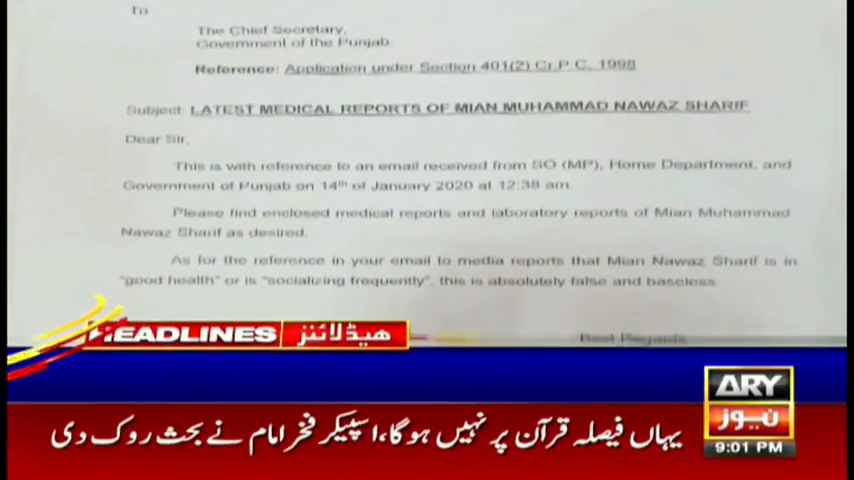 To
The Chief Secretary,
Government of the Punjab.
Reference: Application under Section 401(2) Cr.P.C, 1998
Subject: LATEST MEDICAL REPORTS OF MIAN MUHAMMAD NAWAZ SHARIF
Dear Sir,
This is with reference to an email received from SO (MP), Home Department, and
Government of Punjab on 14th of January 2020 at 12:38 am
Please find enclosed medical reports and laboratory reports of Mian Muhammad
Nawaz Sharif as desired.
As for the reference in your email to media reports that Mian Nawaz Sharif is in
"good health" or is "socializing frequently", this is absolutely false and baseless
Best Regards
HEADLINES ھیڈلائنز
ARY
نیوز
9:01 PM
یہاں فیصلہ قرآن پر نہیں ہوگا،اسپیکر فخر امام نے بحث روک دی